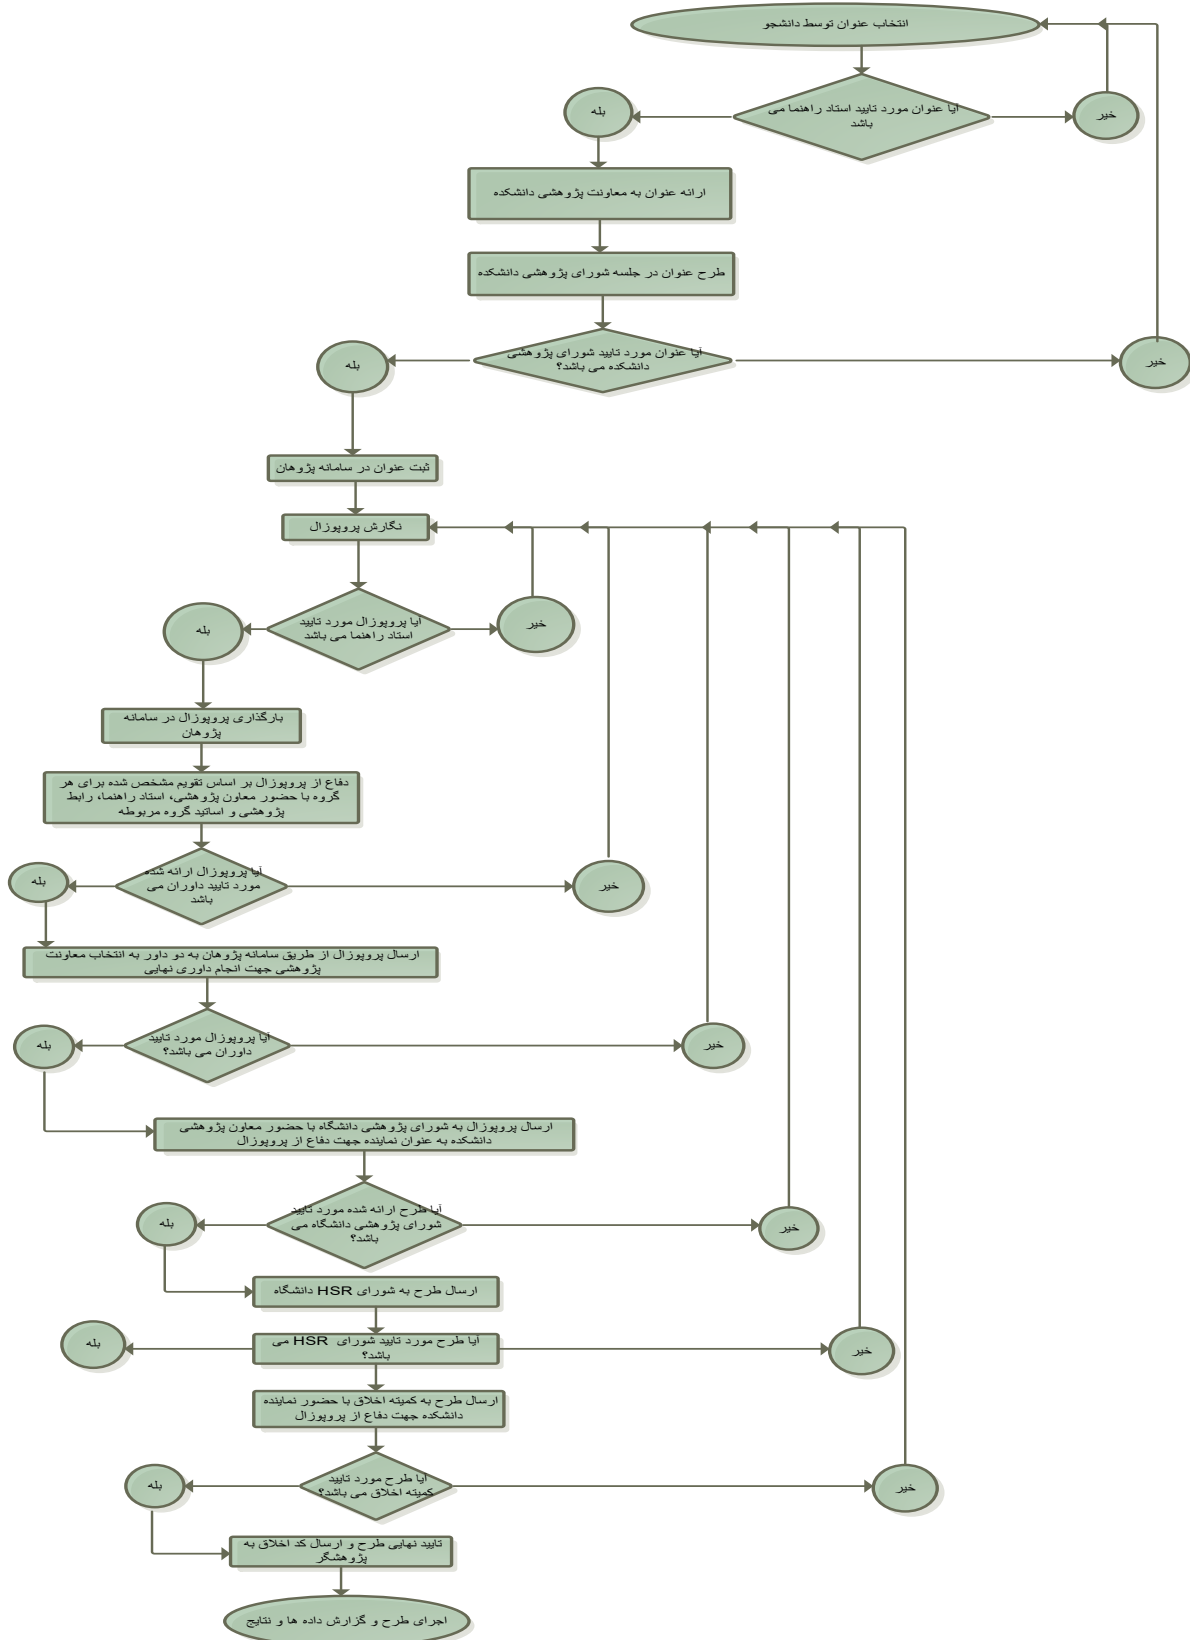 انتخاب عنوان توسط دانشجو
آیا عنوان مورد تایید استاد راهنما می
باشد
بله
خیر
ارائه عنوان به معاونت پژوهشی دانشکده
طرح عنوان در جلسه شورای پژوهشی دانشکده
آیا عنوان مورد تایید شورای پژوهشی
دانشکده می باشد؟
بله
خیر
ثبت عنوان در سامانه پژوهان
نگارش پروپوزال
آیا پروپوزال مورد تایید
استاد راهنما می باشد
بله
خیر
بارگذاری پروپوزال در سامانه
پژوهان
دفاع از پروپوزال بر اساس تقویم مشخص شده برای هر
گروه با حضور معاون پژوهشی، استاد راهنما، رابط
پژوهشی و اساتید گروه مربوطه
آیا پروپوزال ارائه شده
مورد تایید داوران می
باشد
بله
خیر
ارسال پروپوزال از طریق سامانه پژوهان به دو داور به انتخاب معاونت
پژوهشی جهت انجام داوری نهایی
آیا پروپوزال مورد تایید
داوران می باشد؟
بله
خیر
ارسال پروپوزال به شورای پژوهشی دانشگاه با حضور معاون پژوهشی
دانشکده به عنوان نماینده جهت دفاع از پروپوزال
آیا طرح ارائه شده مورد تایید
شورای پژوهشی دانشگاه می
باشد؟
بله
خیر
ارسال طرح به شورای HSR دانشگاه
آیا طرح مورد تایید شورای HSR می
باشد؟
بله
خیر
ارسال طرح به کمیته اخلاق با حضور نماینده
دانشکده جهت دفاع از پروپوزال
آیا طرح مورد تایید
کمیته اخلاق می باشد؟
بله
خیر
تایید نهایی طرح و ارسال کد اخلاق به
پژوهشگر
اجرای طرح و گزارش داده ها و نتایج